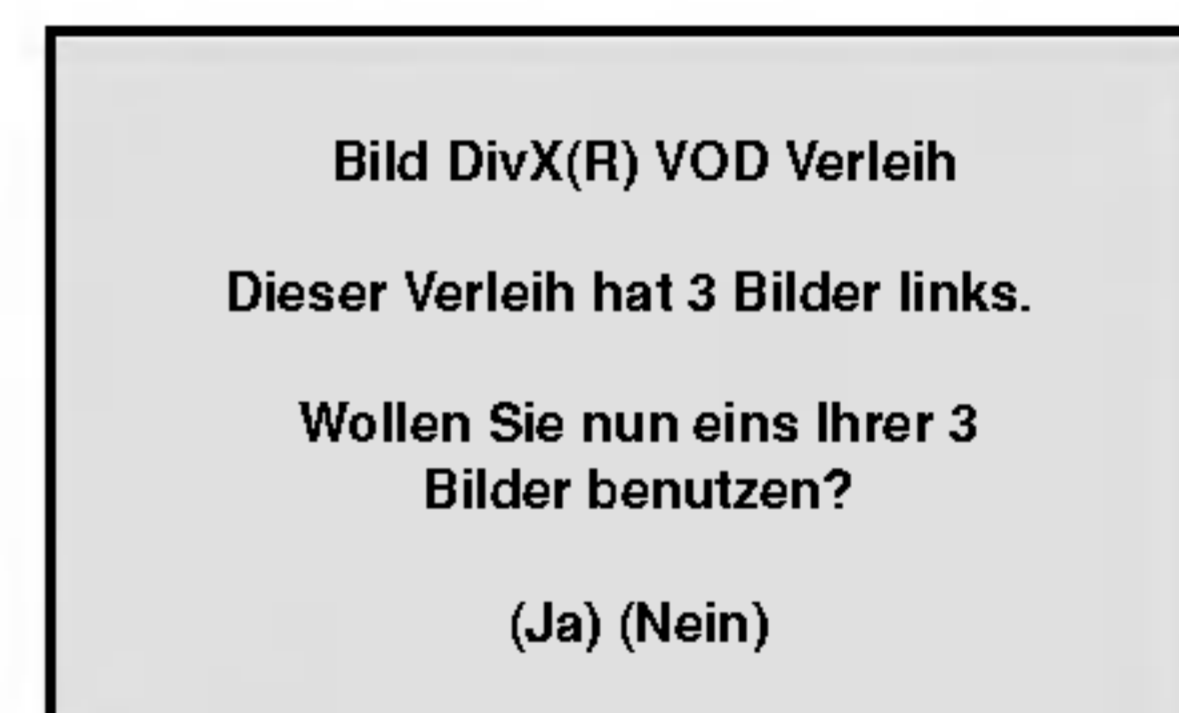 Bild DivX(R) VOD Verleih
Dieser Verleih hat 3 Bilder links.
Wollen Sie nun eins Ihrer 3
Bilder benutzen?
(Ja) (Nein)